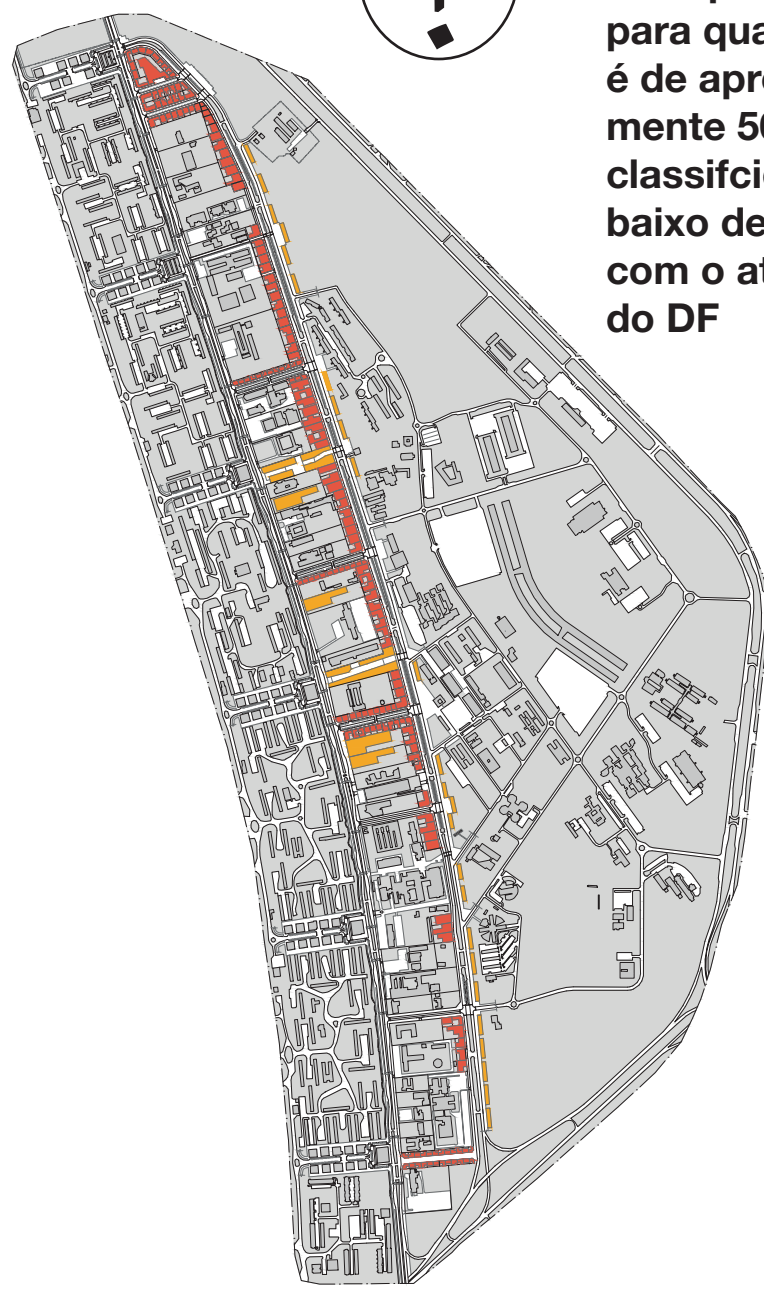 para qua
é de apro
mente 50
classifcio
baixo de
com o at
do DF